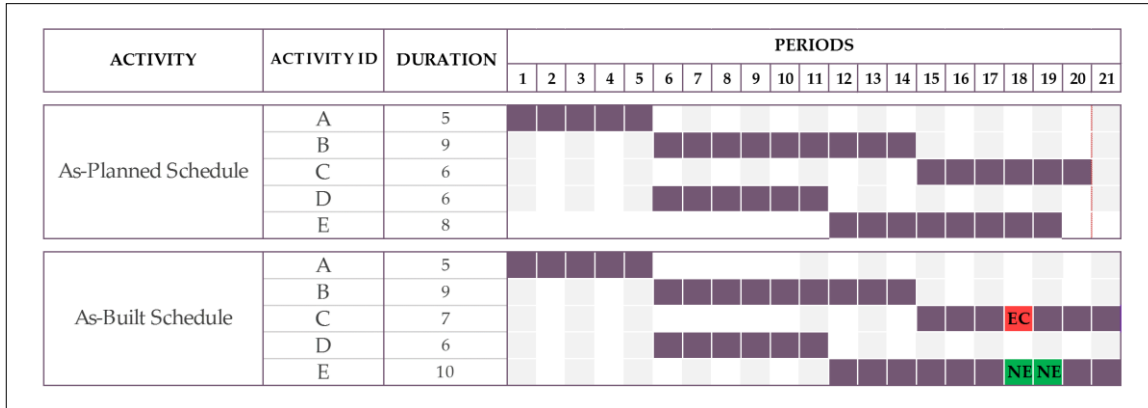 ACTIVITY ACTIVITY ID DURATION PERIODS
1 2 3 4 5 6 7 8 9 10 11 12 13 14 15 16 17 18 19 20 21
As-Planned Schedule
A 5
B 9
C 6
D 6
E 8
As-Built Schedule
A 5
B 9
C 7 EC
D 6
E 10 NE NE